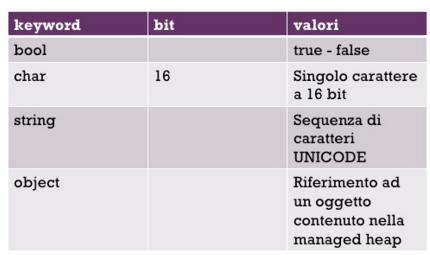 keyword bit valori
bool true - false
char 16 Singolo carattere
a 16 bit
string Sequenza di
caratteri
UNICODE
object Riferimento ad
un oggetto
contenuto nella
managed heap